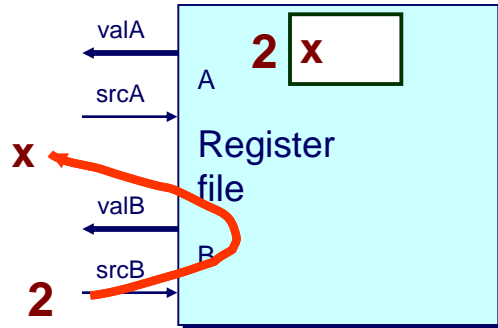 valA
2 x
A
srcA
Register
file
x
valB
B
srcB
2